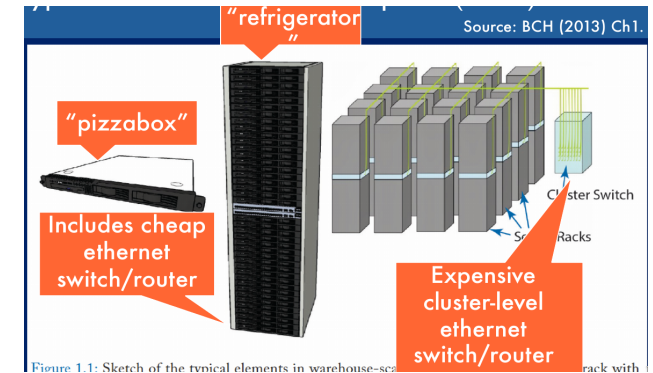 "refrigerator
"
Source: BCH (2013) Ch1.
"pizzabox"
Includes cheap
ethernet
switch/router
Cluster Switch
Racks
Expensive
cluster-level
ethernet
switch/router
Figure 1.1: Sketch of the typical elements in warehouse-sca
rack with